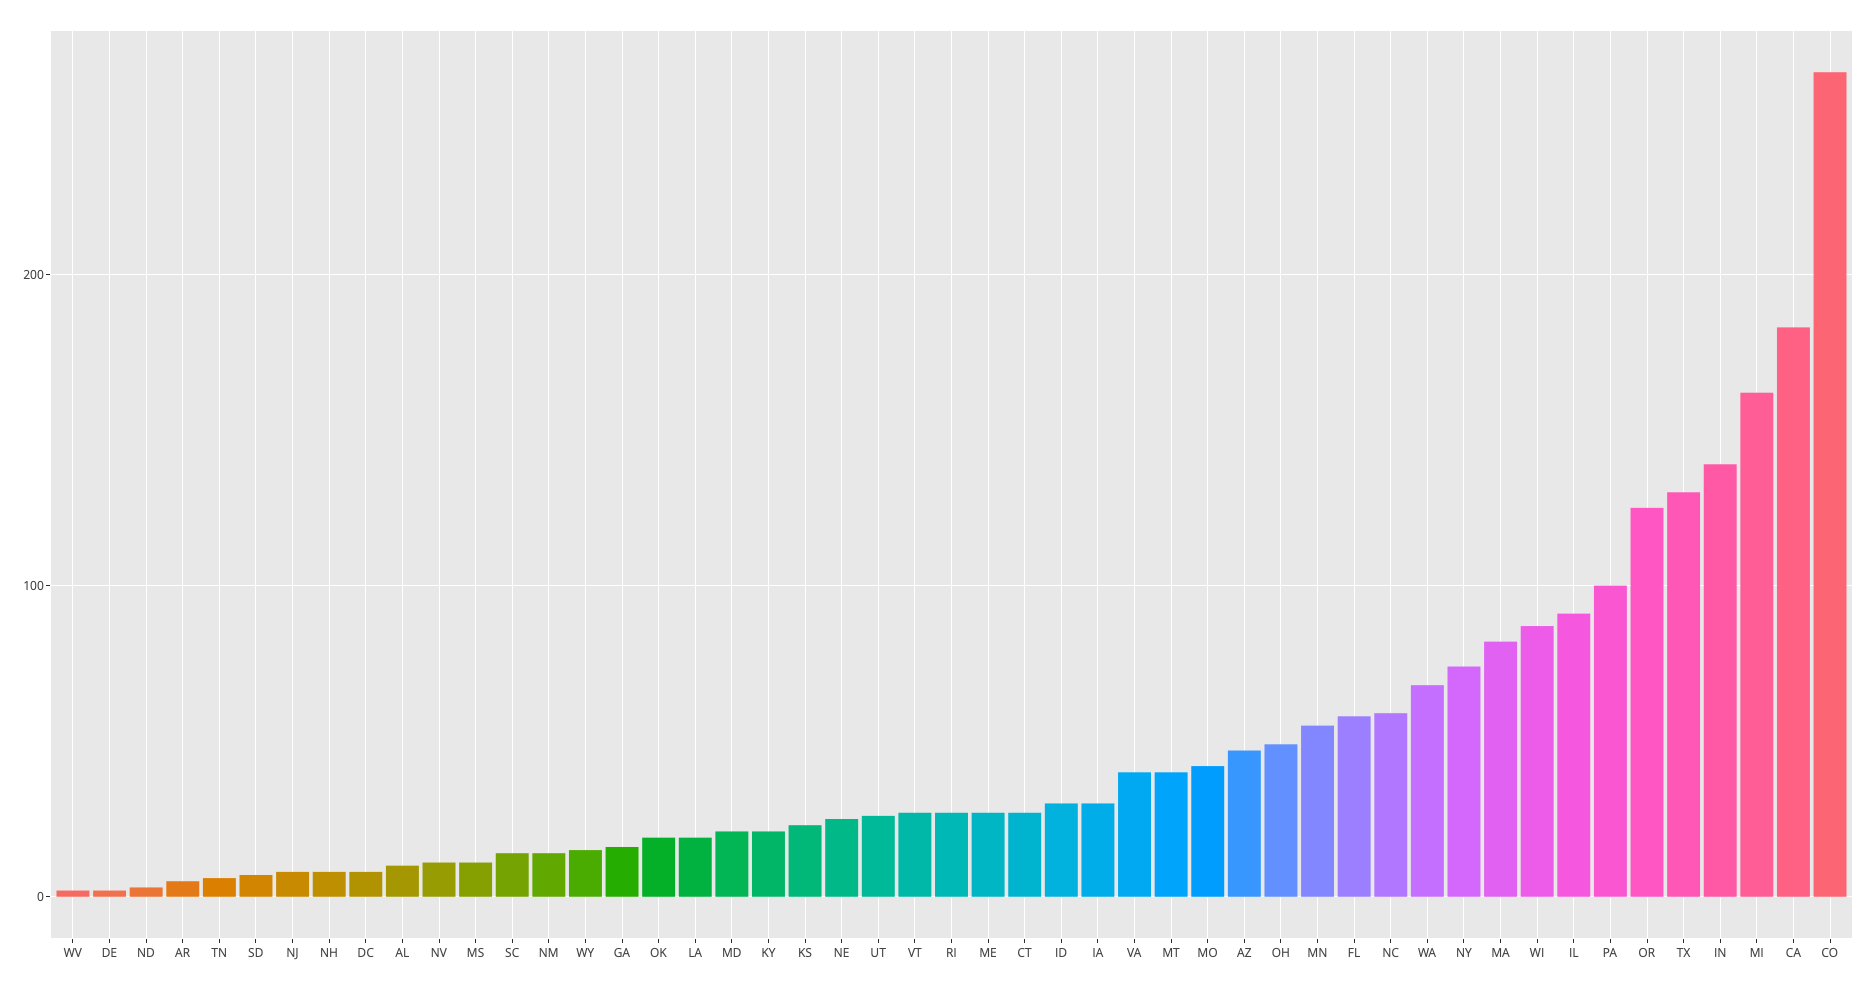 200
100
0
WV DE ND AR TN SD NJ NH DC AL NV MS SC NM WY GA OK LA MD KY KS NE UT VT RI ME CT ID IA VA MT MO AZ OH MN FL NC WA NY MA WI IL PA OR TX IN MI CA CO